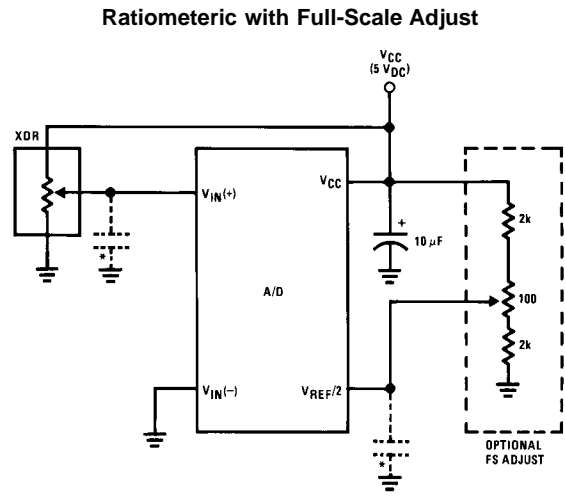 Ratiometeric with Full-Scale Adjust
VCC
(5 VDC)
XDR
VIN(+)
VCC
2k
+
10 µF
*
A/D
100
2k
VIN(–)
VREF/2
*
OPTIONAL
FS ADJUST